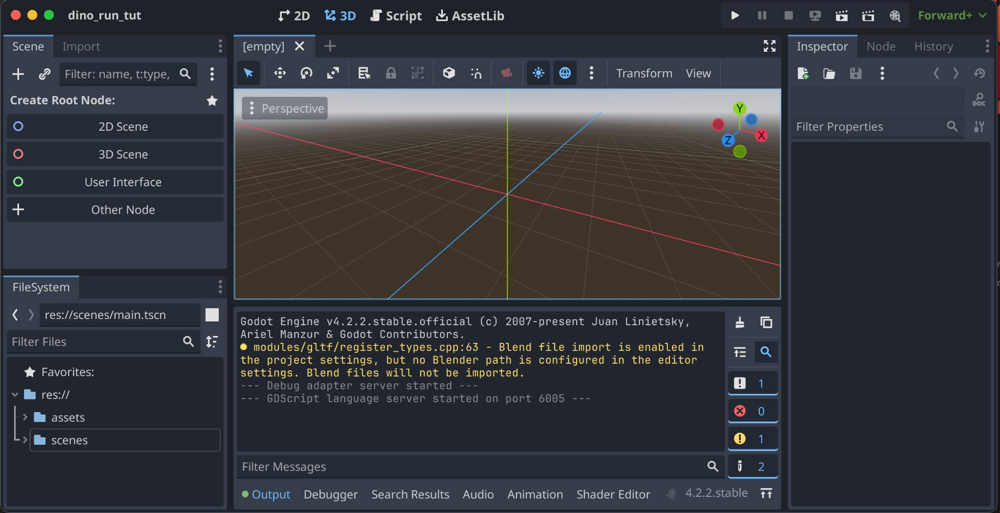 dino_run_tut
2D 3D Script AssetLib
Forward+
Scene Import
Filter: name, t:type,
Create Root Node:
2D Scene
3D Scene
User Interface
Other Node
FileSystem
res://scenes/main.tscn
Filter Files
Favorites:
res://
assets
scenes
[empty]
Transform View
Perspective
Y
X
Z
Godot Engine v4.2.2.stable.official (c) 2007-present Juan Linietsky,
Ariel Manzur & Godot Contributors.
modules/gltf/register_types.cpp:63 - Blend file import is enabled in
the project settings, but no Blender path is configured in the editor
settings. Blend files will not be imported.
--- Debug adapter server started ---
--- GDScript language server started on port 6005 ---
1
0
1
2
Filter Messages
Output Debugger Search Results Audio Animation Shader Editor 4.2.2.stable
Inspector Node History
DOC
Filter Properties